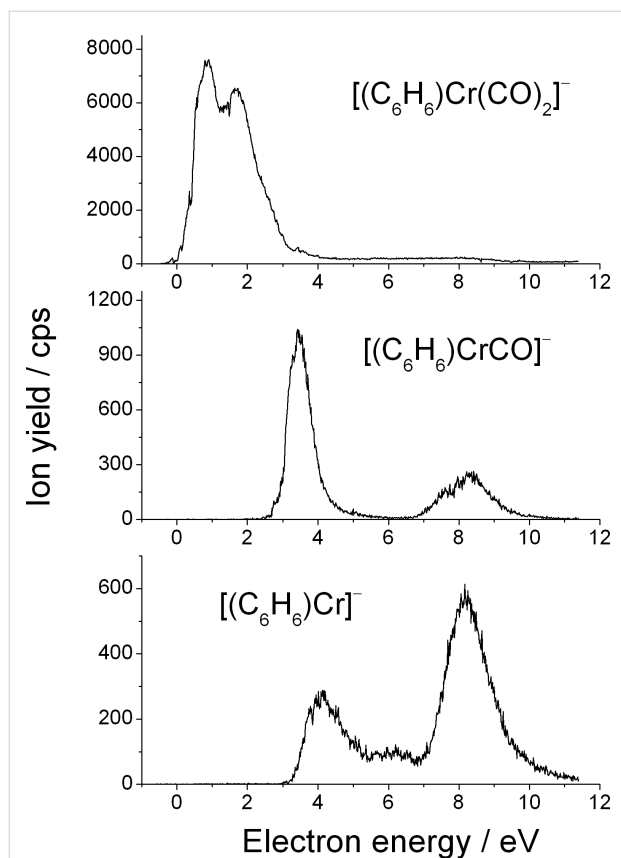 8000
[(C₆H₆)Cr(CO)₂]⁻
6000
4000
2000
0
0 2 4 6 8 10 12
1200
[(C₆H₆)CrCO]⁻
900
600
300
0
0 2 4 6 8 10 12
600
[(C₆H₆)Cr]⁻
400
200
0
0 2 4 6 8 10 12
Ion yield / cps
Electron energy / eV